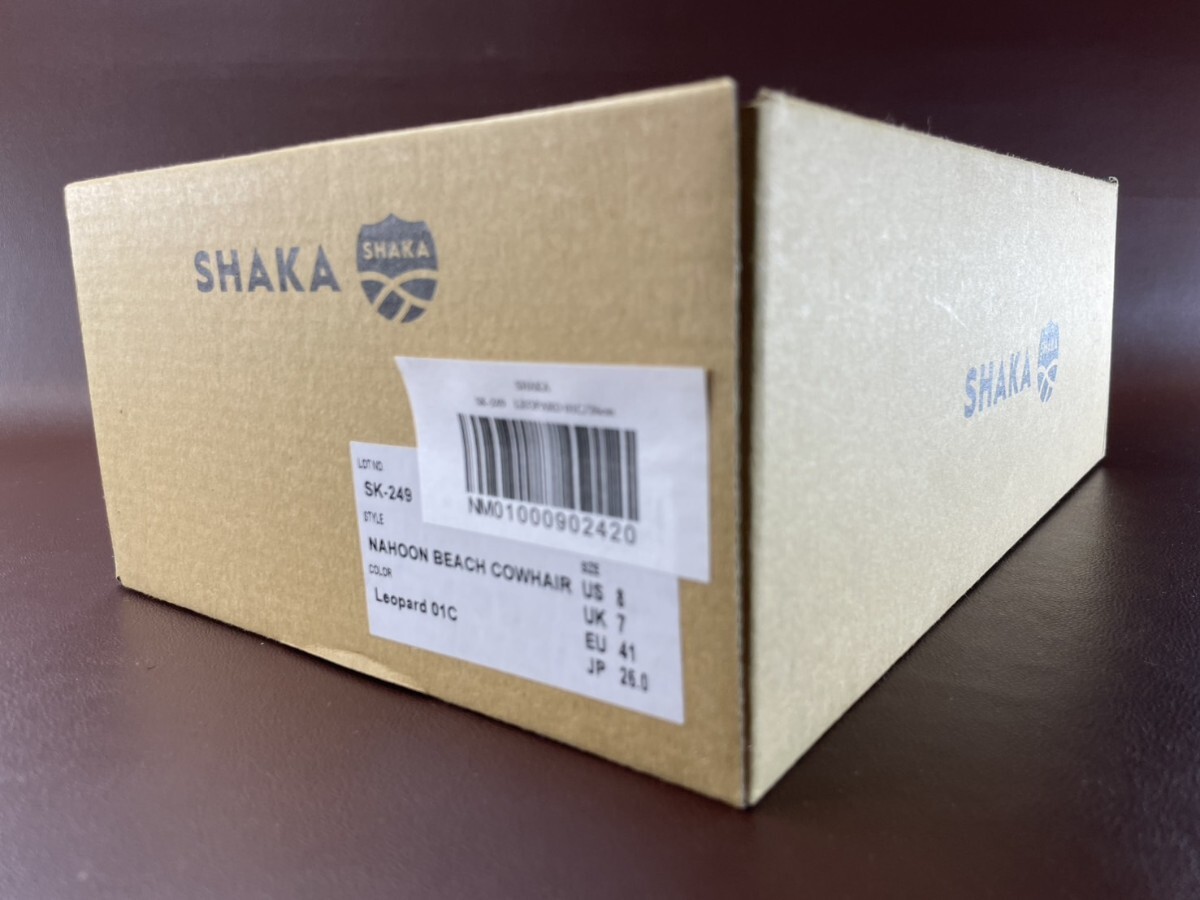 SHAKA
SHAKA
SHAKA
NM01000902420
LOT NO.
SK-249
STYLE
NAHOON BEACH COWHAIR
COLOR
Leopard 01C
SIZE
US 8
UK 7
EU 41
JP 26.0
SHAKA
SHAKA